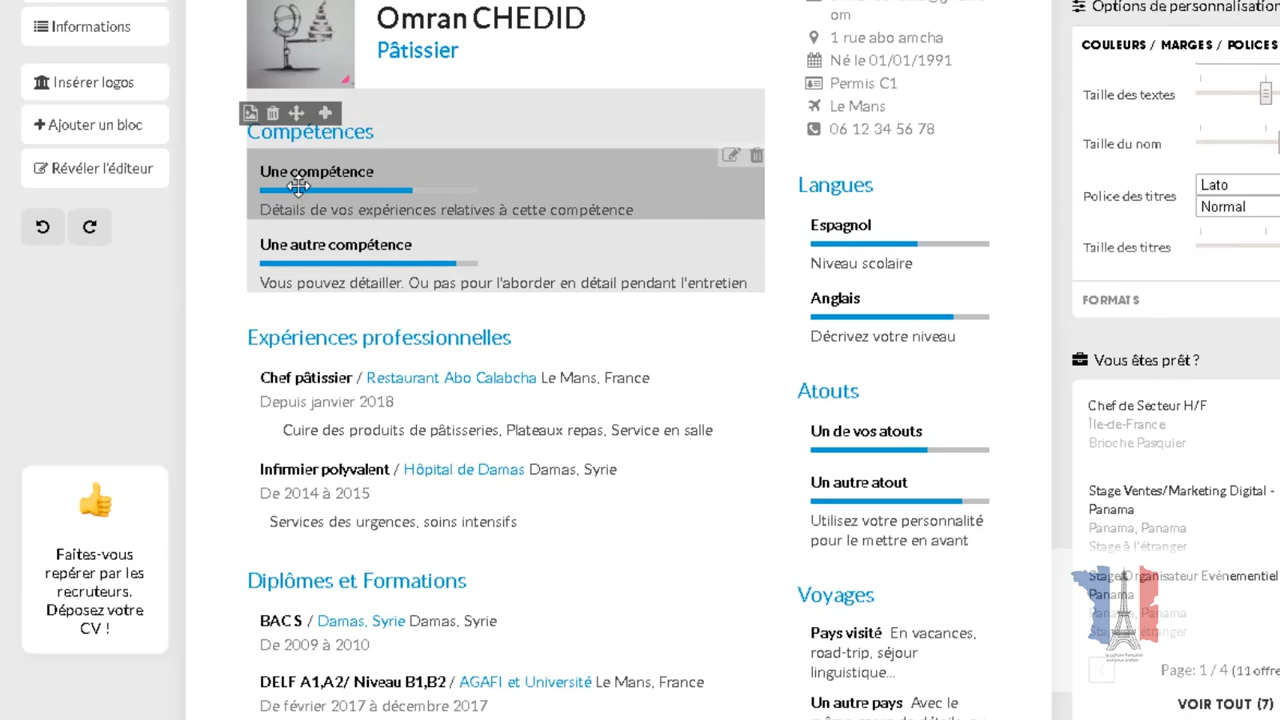 Informations
Insérer logos
Ajouter un bloc
Révéler l'éditeur
Faites-vous
repérer par les
recruteurs.
Déposez votre
CV !
Omran CHEDID
Pâtissier
Compétences
Une compétence
Détails de vos expériences relatives à cette compétence
Une autre compétence
Vous pouvez détailler. Ou pas pour l'aborder en détail pendant l'entretien
Expériences professionnelles
Chef pâtissier / Restaurant Abo Calabcha Le Mans, France
Depuis janvier 2018
Cuire des produits de pâtisseries, Plateaux repas, Service en salle
Infirmier polyvalent / Hôpital de Damas Damas, Syrie
De 2014 à 2015
Services des urgences, soins intensifs
Diplômes et Formations
BAC S / Damas, Syrie Damas, Syrie
De 2009 à 2010
DELF A1,A2/ Niveau B1,B2 / AGAFI et Université Le Mans, France
De février 2017 à décembre 2017
om
1 rue abo amcha
Né le 01/01/1991
Permis C1
Le Mans
06 12 34 56 78
Langues
Espagnol
Niveau scolaire
Anglais
Décrivez votre niveau
Atouts
Un de vos atouts
Un autre atout
Utilisez votre personnalité
pour le mettre en avant
Voyages
Pays visité En vacances,
road-trip, séjour
linguistique...
Un autre pays Avec le
Options de personnalisation
COULEURS / MARGES / POLICES
Taille des textes
Taille du nom
Police des titres
Lato
Normal
Taille des titres
FORMATS
Vous êtes prêt ?
Chef de Secteur H/F
Île-de-France
Brioche Pasquier
Stage Ventes/Marketing Digital -
Panama
Panama, Panama
Stage à l'étranger
Stage Organisateur Evénementiel
Panama
Panama, Panama
Stage à l'étranger
Page: 1 / 4 (11 offre
VOIR TOUT (7)